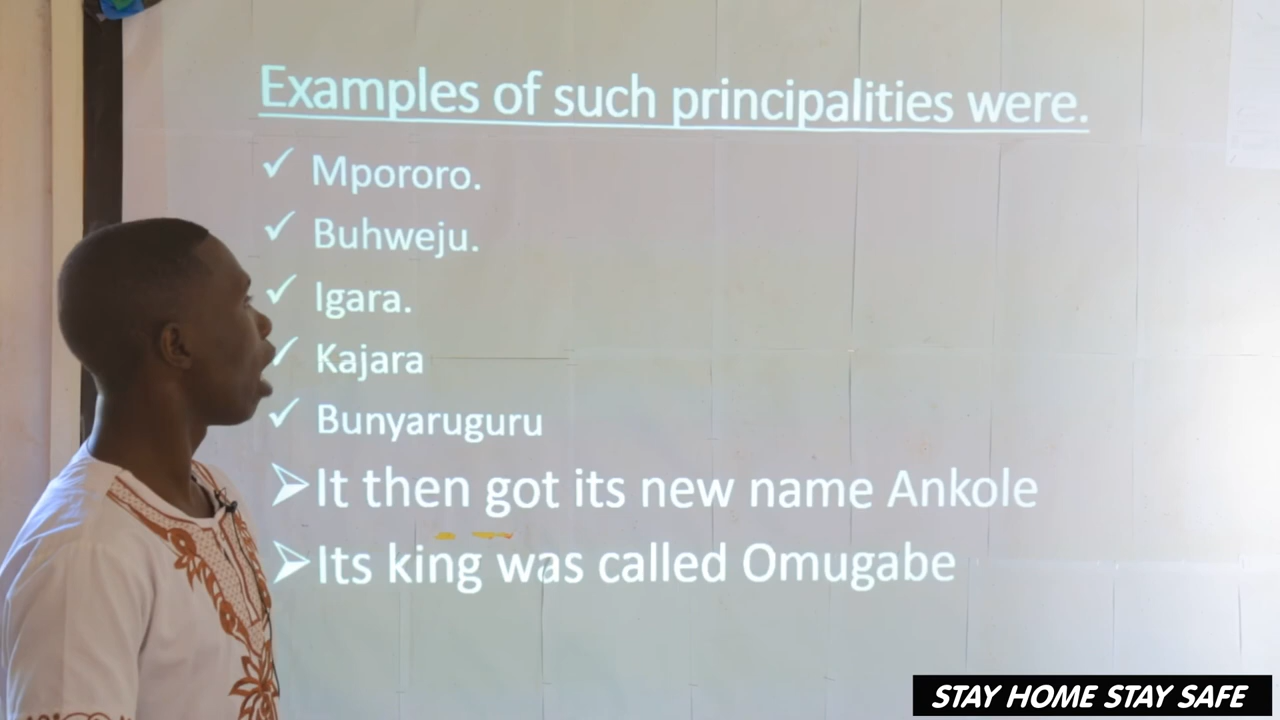 Examples of such principalities were.
✓ Mpororo.
✓ Buhweju.
✓ Igara.
✓ Kajara
✓ Bunyaruguru
➢It then got its new name Ankole
➢Its king was called Omugabe
STAY HOME STAY SAFE